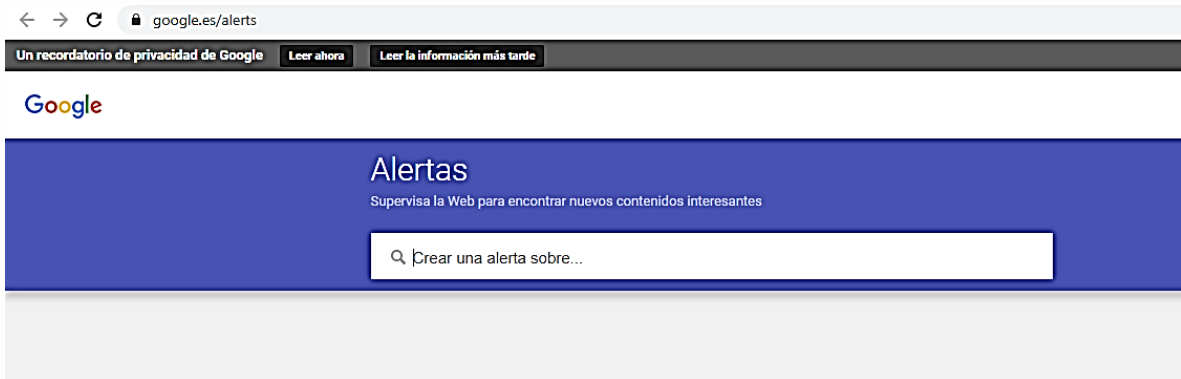 google.es/alerts
Un recordatorio de privacidad de Google Leer ahora Leer la información más tarde
Google
Alertas
Supervisa la Web para encontrar nuevos contenidos interesantes
Crear una alerta sobre...